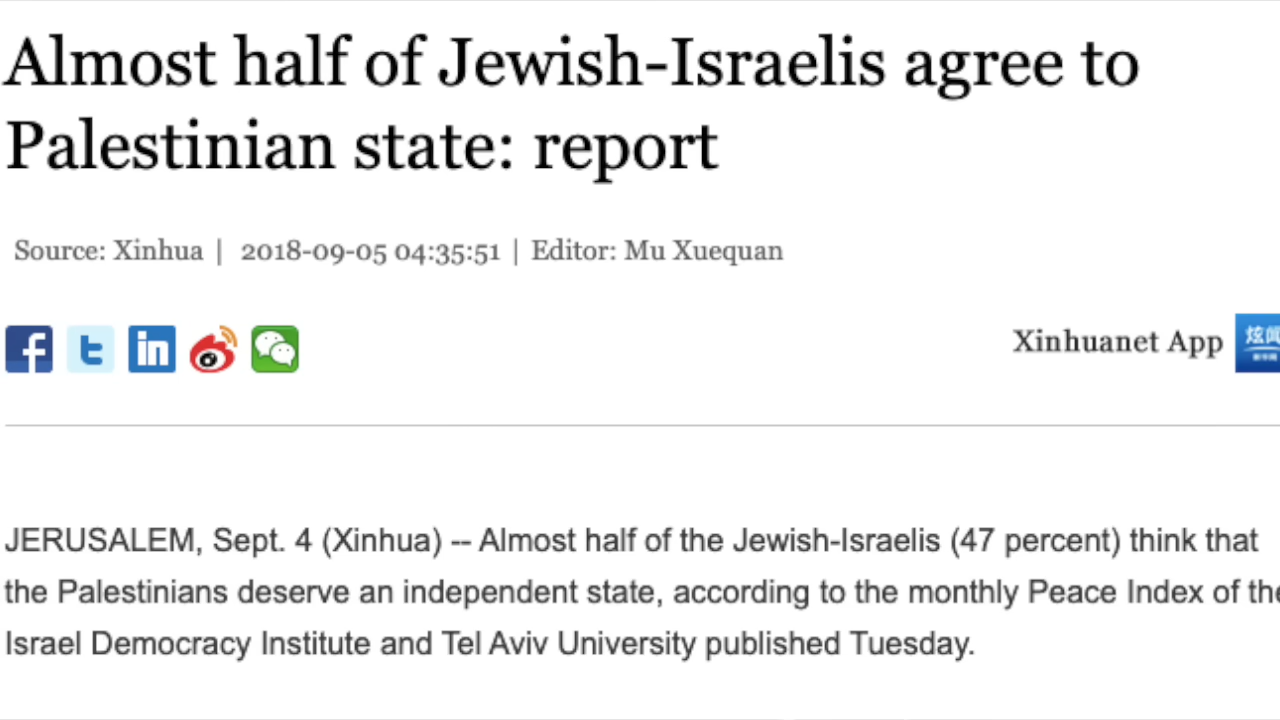 Almost half of Jewish-Israelis agree to
Palestinian state: report
Source: Xinhua | 2018-09-05 04:35:51 | Editor: Mu Xuequan
Xinhuanet App
JERUSALEM, Sept. 4 (Xinhua) -- Almost half of the Jewish-Israelis (47 percent) think that
the Palestinians deserve an independent state, according to the monthly Peace Index of the
Israel Democracy Institute and Tel Aviv University published Tuesday.